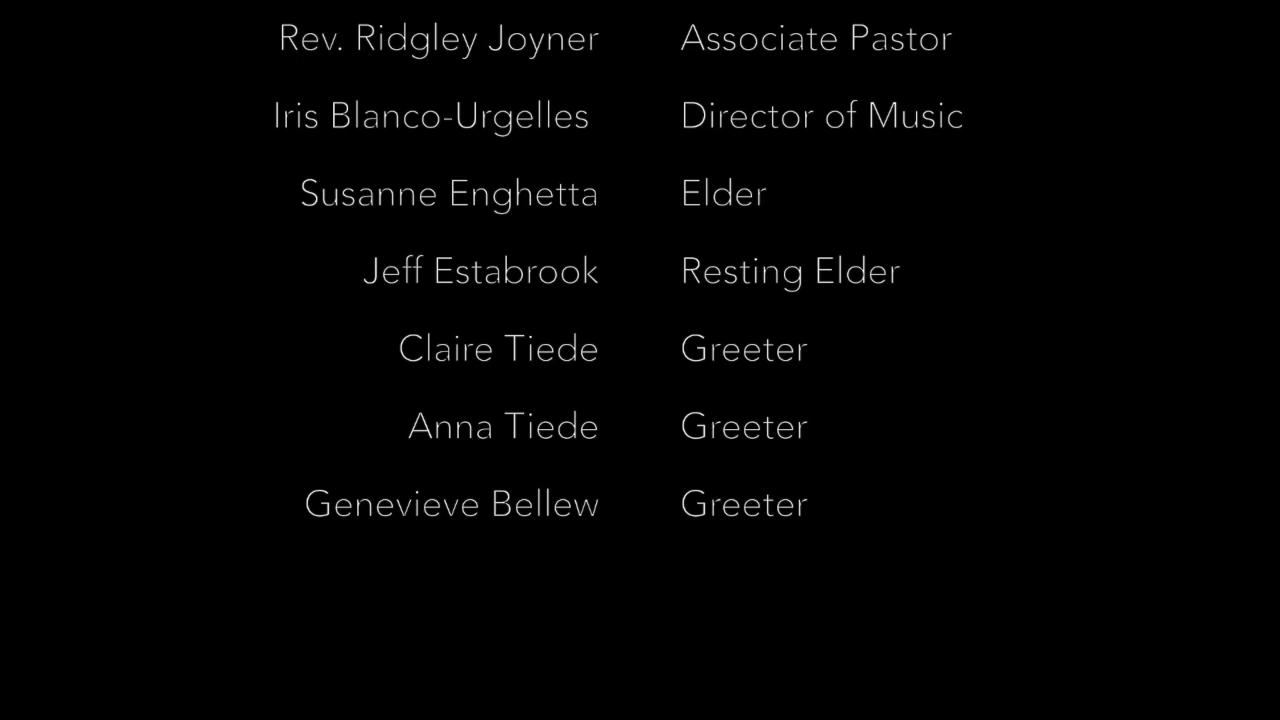 Rev. Ridgley Joyner Associate Pastor
Iris Blanco-Urgelles Director of Music
Susanne Enghetta Elder
Jeff Estabrook Resting Elder
Claire Tiede Greeter
Anna Tiede Greeter
Genevieve Bellew Greeter